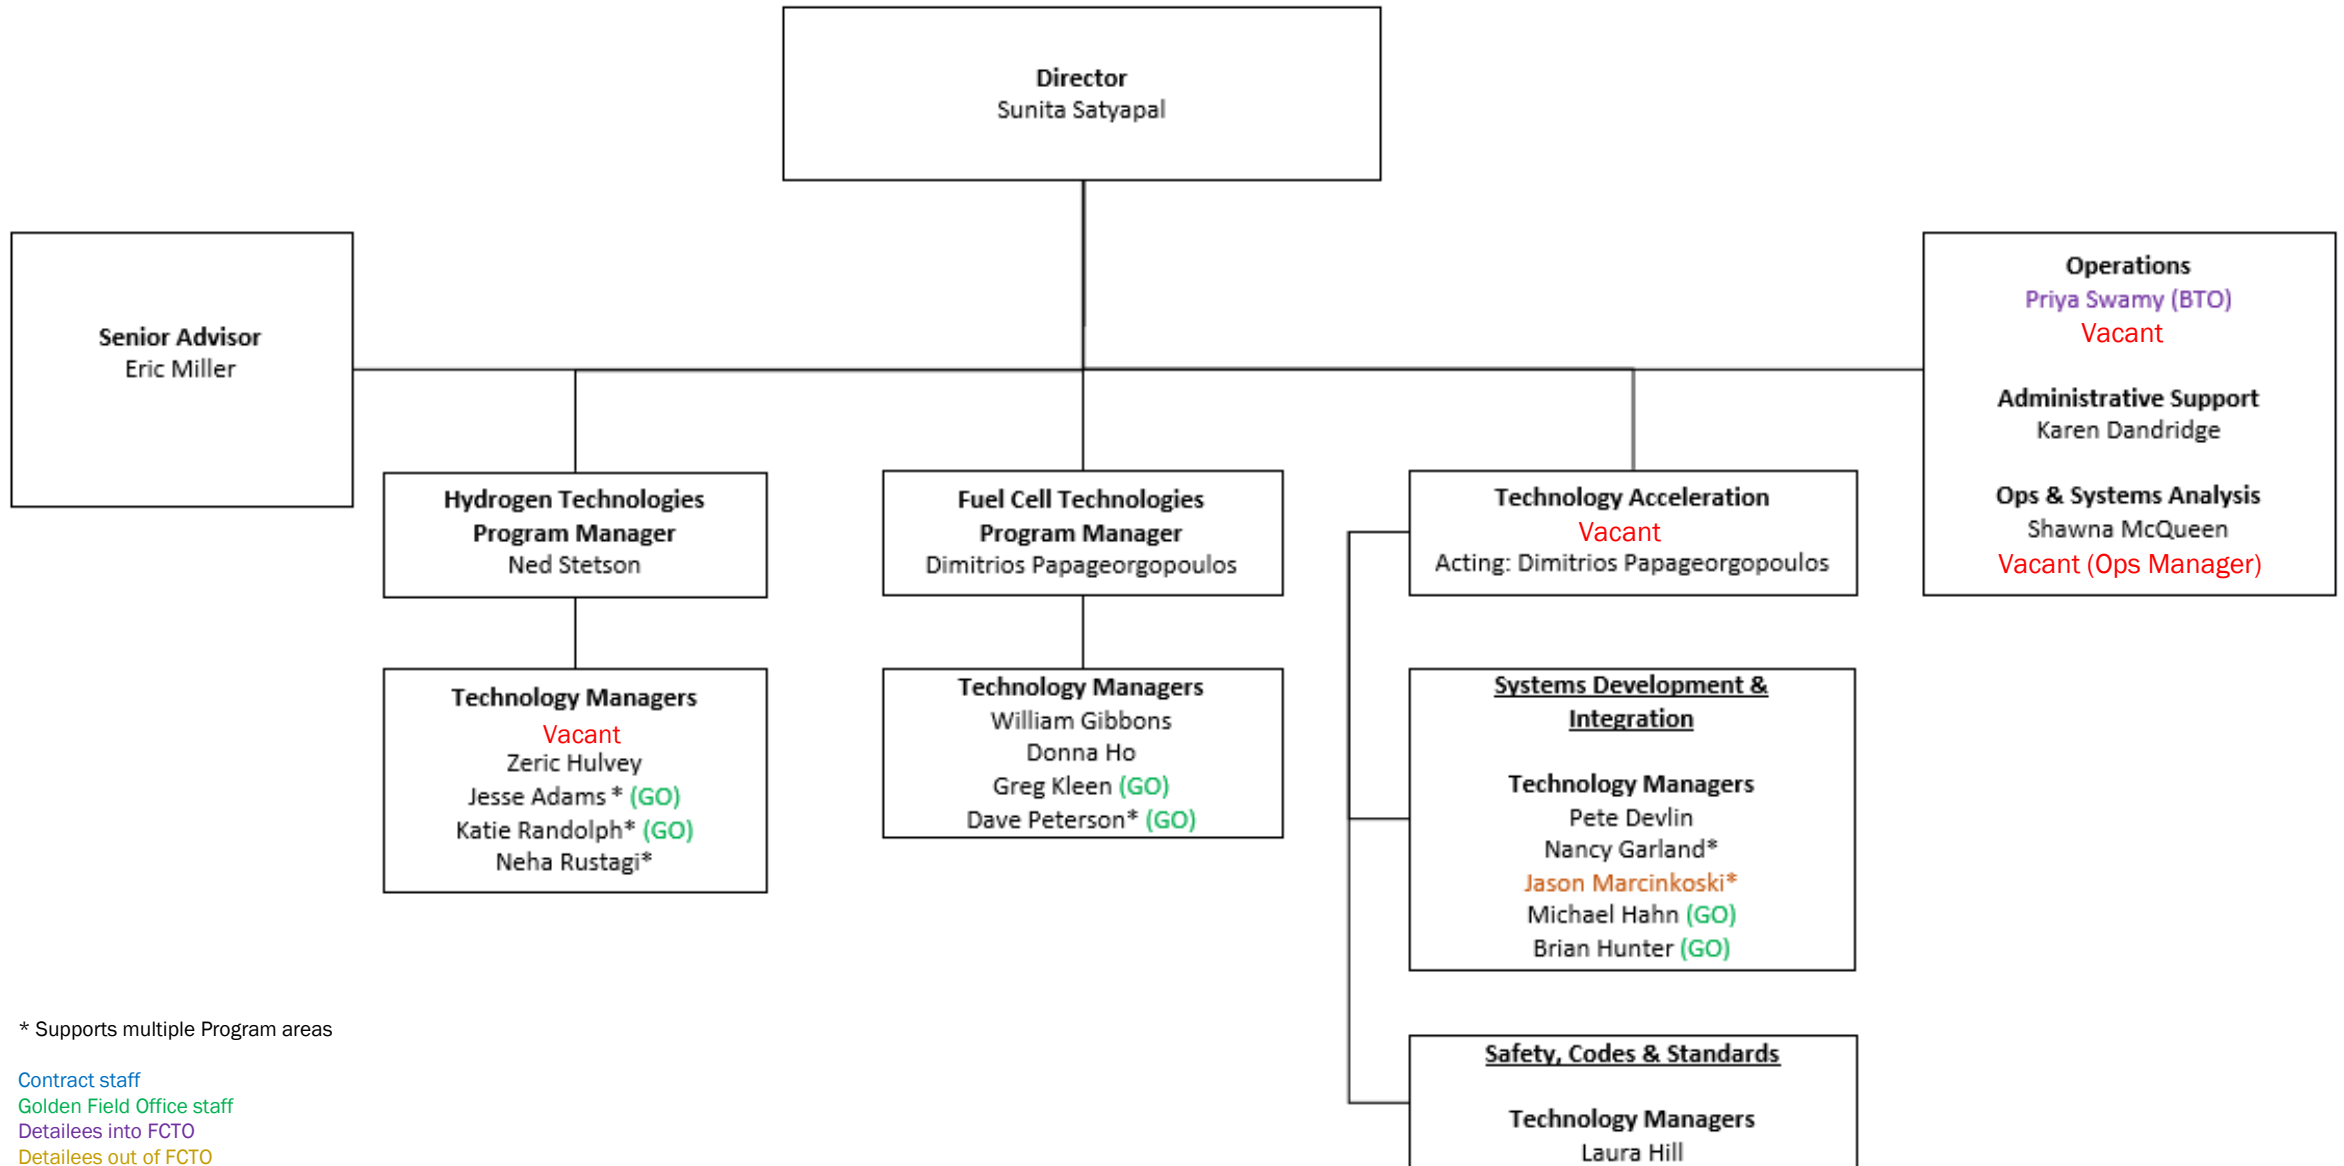 Director
Sunita Satyapal
Senior Advisor
Eric Miller
Operations
Priya Swamy (BTO)
Vacant
Administrative Support
Karen Dandridge
Ops & Systems Analysis
Shawna McQueen
Vacant (Ops Manager)
Hydrogen Technologies
Program Manager
Ned Stetson
Fuel Cell Technologies
Program Manager
Dimitrios Papageorgopoulos
Technology Acceleration
Vacant
Acting: Dimitrios Papageorgopoulos
Technology Managers
Vacant
Zeric Hulvey
Jesse Adams * (GO)
Katie Randolph* (GO)
Neha Rustagi*
Technology Managers
William Gibbons
Donna Ho
Greg Kleen (GO)
Dave Peterson* (GO)
Systems Development &
Integration
Technology Managers
Pete Devlin
Nancy Garland*
Jason Marcinkoski*
Michael Hahn (GO)
Brian Hunter (GO)
Safety, Codes & Standards
Technology Managers
Laura Hill
* Supports multiple Program areas
Contract staff
Golden Field Office staff
Detailees into FCTO
Detailees out of FCTO